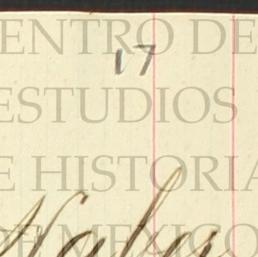 ENTRO DE
17
ESTUDIOS
E HISTORIA
DE MEXICO